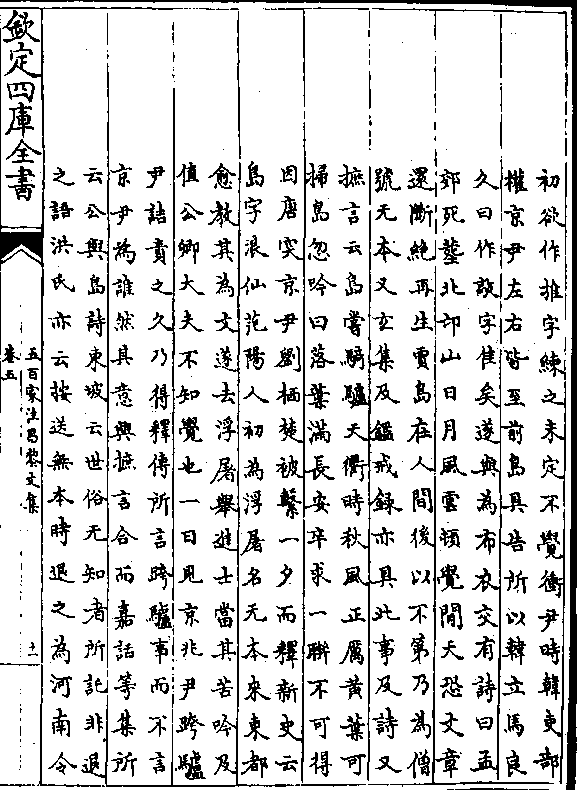 初欲作推字練之未定不覺衝尹時韓吏部
權京尹左右皆至前島具告所以韓立馬良
久曰作敲字佳矣遂與為布衣交有詩曰孟
郊死塟北邙山日月風雲頓覺閒天恐文章
還斷絶再生賈島在人間後以不第乃為僧
號无本又玄集及鑑戒録亦具此事及詩又
摭言云島嘗騎驢天衢時秋風正厲黄葉可
掃島忽吟曰落葉滿長安卒求一聯不可得
因唐突京尹劉栖楚被繫一夕而釋新史云
島字浪仙范陽人初為浮屠名无本來東都
愈教其為文遂去浮屠舉進士當其苦吟及
值公卿大夫不知覺也一日見京兆尹跨驢
尹詰責之久乃得釋傳所言跨驢事而不言
京尹為誰然其意與摭言合而嘉話等集所
云公與島詩東坡云世俗无知者所託非退
之語洪氏亦云按送無本時退之為河南令
欽定四庫全書
五百家注昌黎文集
卷五
十一